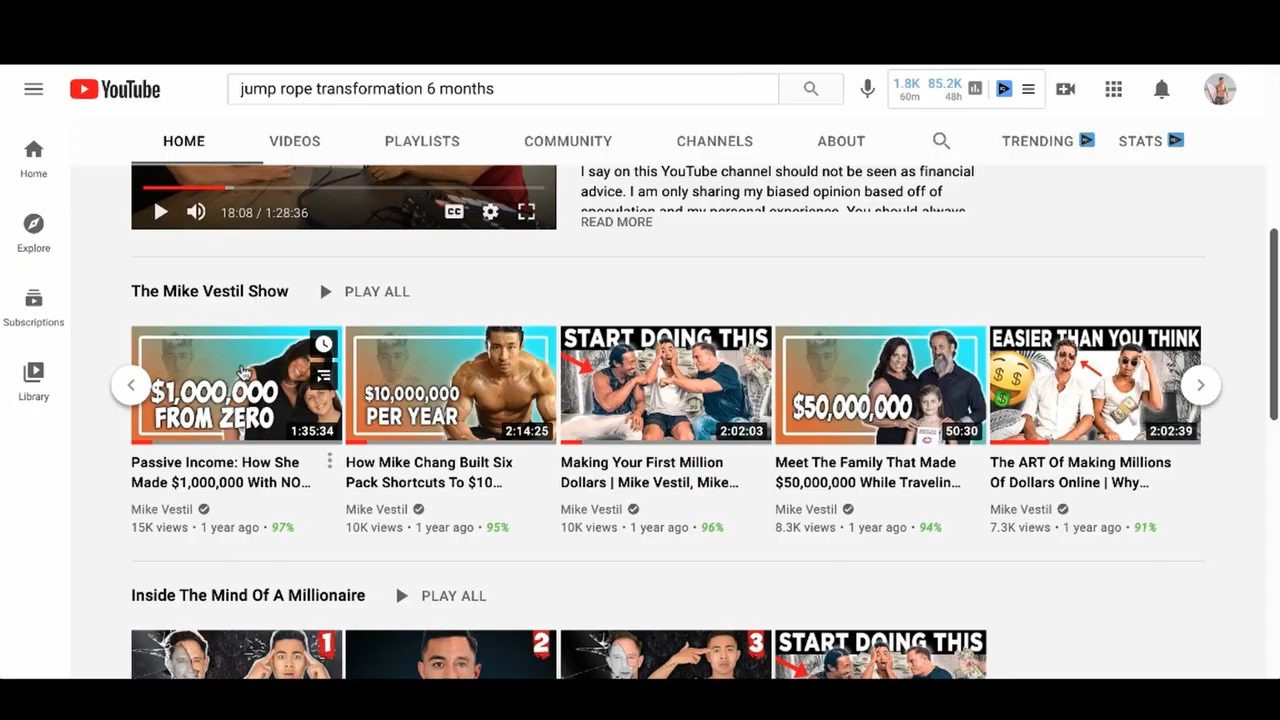 YouTube
jump rope transformation 6 months
1.8K 85.2K
60m 48h
HOME VIDEOS PLAYLISTS COMMUNITY CHANNELS ABOUT TRENDING STATS
Home
Explore
Subscriptions
Library
I say on this YouTube channel should not be seen as financial
advice. I am only sharing my biased opinion based off of
speculation and my personal experience. You should always
18:08 / 1:28:36
CC
READ MORE
The Mike Vestil Show PLAY ALL
$1,000,000
FROM ZERO
1:35:34
Passive Income: How She
Made $1,000,000 With NO...
Mike Vestil
15K views • 1 year ago • 97%
$10,000,000
PER YEAR
2:14:25
How Mike Chang Built Six
Pack Shortcuts To $10...
Mike Vestil
10K views • 1 year ago • 95%
START DOING THIS
2:02:03
Making Your First Million
Dollars | Mike Vestil, Mike...
Mike Vestil
10K views • 1 year ago • 96%
$50,000,000
50:30
Meet The Family That Made
$50,000,000 While Travelin...
Mike Vestil
8.3K views • 1 year ago • 94%
EASIER THAN YOU THINK
2:02:39
The ART Of Making Millions
Of Dollars Online | Why...
Mike Vestil
7.3K views • 1 year ago • 91%
Inside The Mind Of A Millionaire PLAY ALL
1
2
3
START DOING THIS